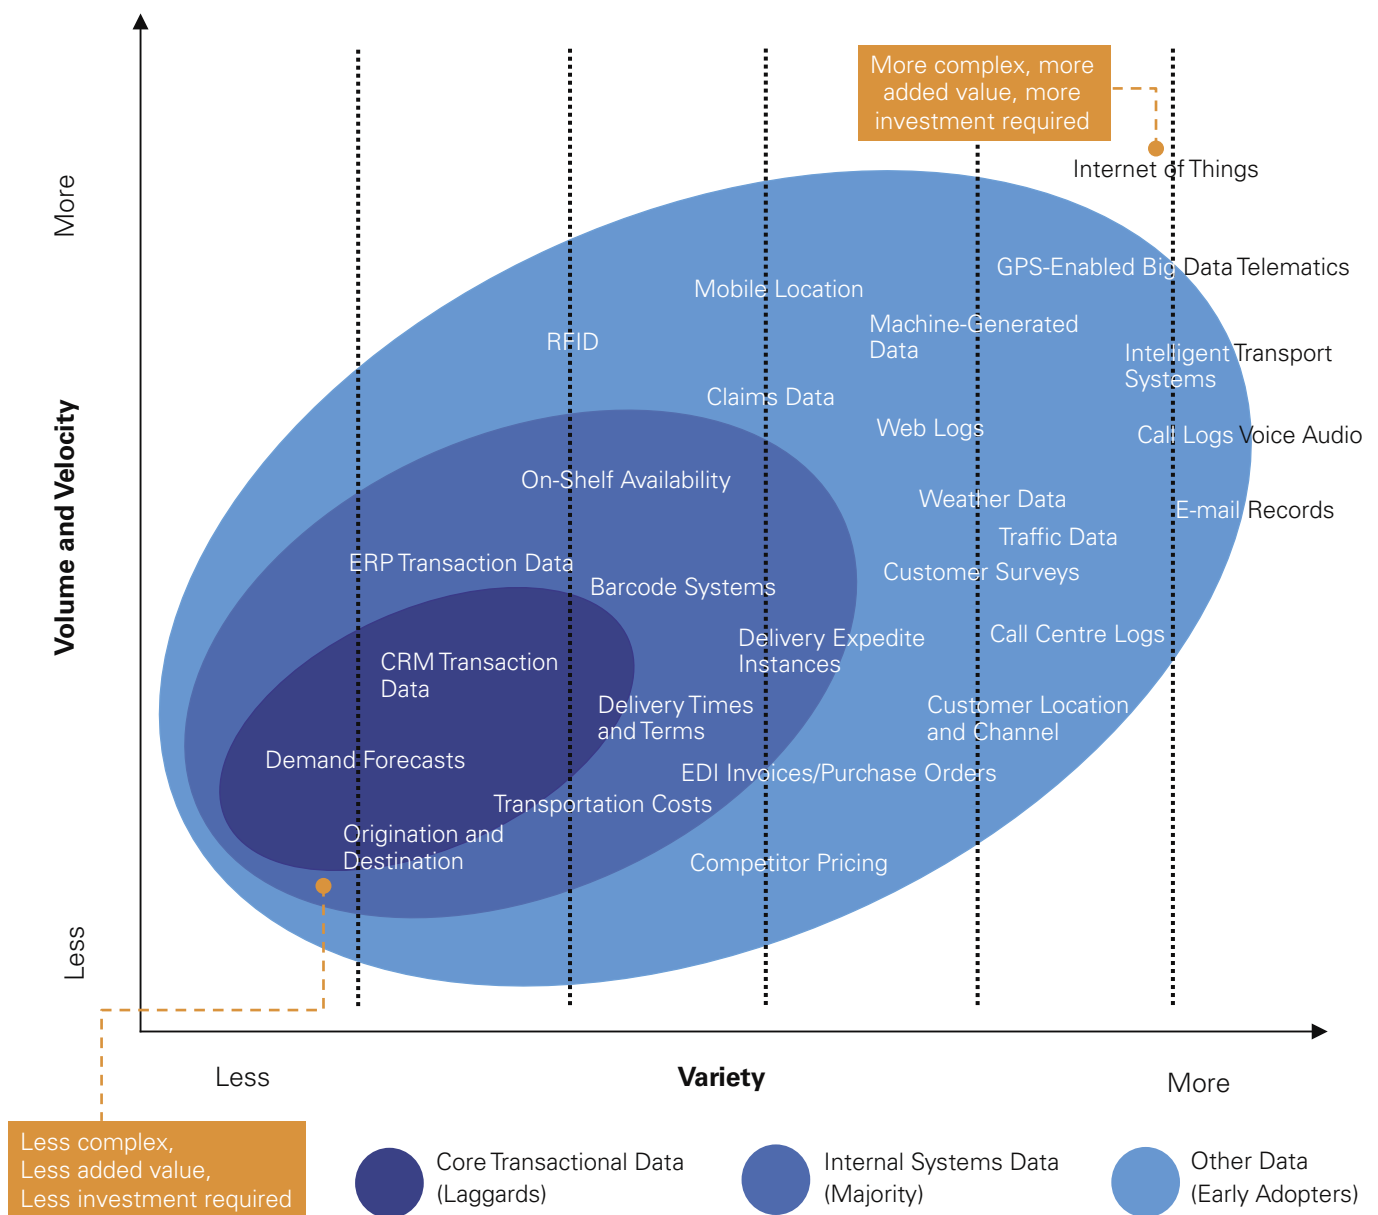 More complex, more
added value, more
investment required
Internet of Things
More
GPS-Enabled Big Data Telematics
Mobile Location
Machine-Generated
Data
RFID
Intelligent Transport
Systems
Claims Data
Web Logs
Call Logs Voice Audio
On-Shelf Availability
Weather Data
E-mail Records
Traffic Data
Volume and Velocity
ERP Transaction Data
Customer Surveys
Barcode Systems
Delivery Expedite
Instances
Call Centre Logs
CRM Transaction
Data
Delivery Times
and Terms
Customer Location
and Channel
Demand Forecasts
EDI Invoices/Purchase Orders
Transportation Costs
Origination and
Destination
Competitor Pricing
Less
Less
Variety
More
Less complex,
Less added value,
Less investment required
Core Transactional Data
(Laggards)
Internal Systems Data
(Majority)
Other Data
(Early Adopters)